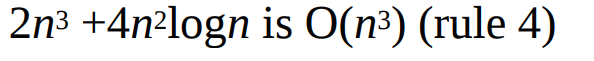 2n³ +4n²logn is O(n³) (rule 4)